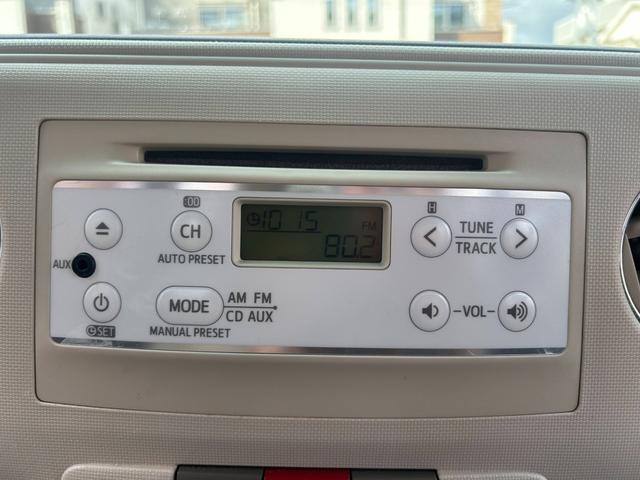 :00
H
M
10 15
FM
80.2
CH
AUTO PRESET
TUNE
TRACK
AUX
MODE
AM FM
CD AUX
MANUAL PRESET
SET
-VOL-